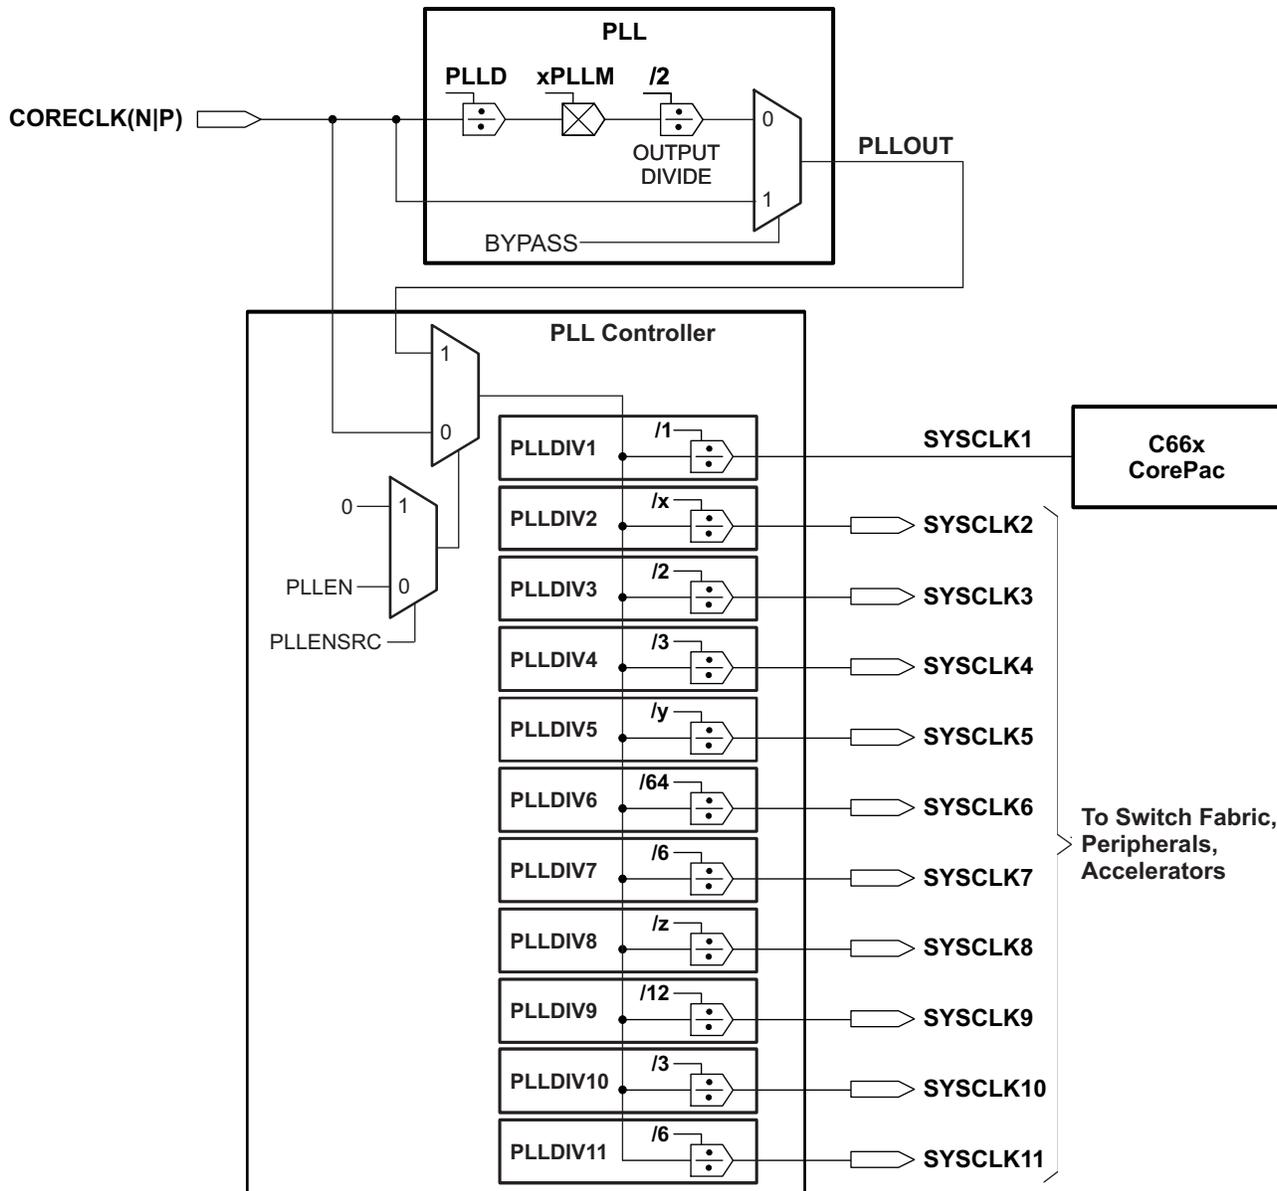 PLL
PLLD xPLLM /2
CORECLK(N|P)
0
OUTPUT
DIVIDE
PLLOUT
1
BYPASS
PLL Controller
1
0
/1
PLLDIV1
SYSCLK1
C66x
CorePac
0
1
/x
PLLDIV2
SYSCLK2
PLLEN
0
/2
PLLDIV3
SYSCLK3
PLLENSRC
/3
PLLDIV4
SYSCLK4
/y
PLLDIV5
SYSCLK5
/64
PLLDIV6
SYSCLK6
To Switch Fabric,
Peripherals,
Accelerators
/6
PLLDIV7
SYSCLK7
/z
PLLDIV8
SYSCLK8
/12
PLLDIV9
SYSCLK9
/3
PLLDIV10
SYSCLK10
/6
PLLDIV11
SYSCLK11